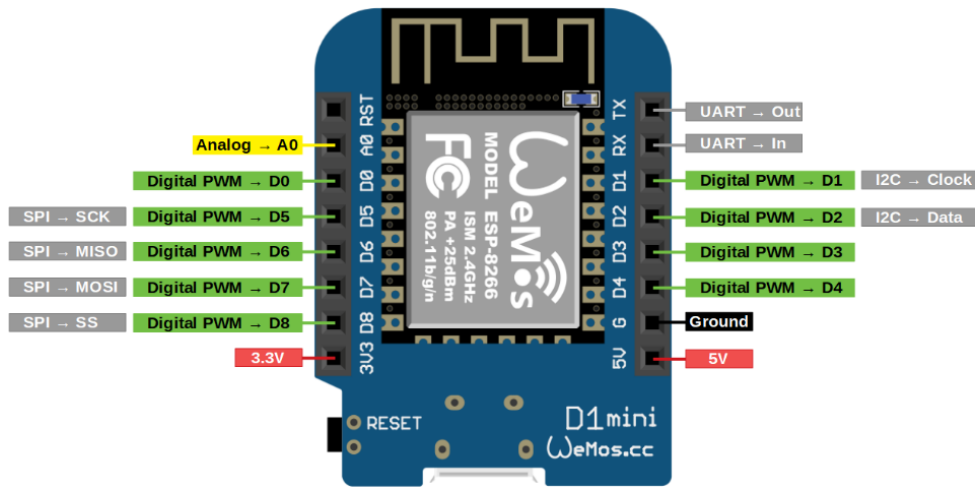 RST
TX
UART → Out
Analog → A0
A0
RX
UART → In
Digital PWM → D0
D0
D1
Digital PWM → D1
I2C → Clock
SPI → SCK
Digital PWM → D5
D5
D2
Digital PWM → D2
I2C → Data
SPI → MISO
Digital PWM → D6
D6
D3
Digital PWM → D3
SPI → MOSI
Digital PWM → D7
D7
D4
Digital PWM → D4
SPI → SS
Digital PWM → D8
D8
G
Ground
3.3V
3V3
5V
5V
WeMos
MODEL ESP-8266
FC
ISM 2.4GHz
PA +25dBm
802.11b/g/n
RESET
D1 mini
WeMos.cc